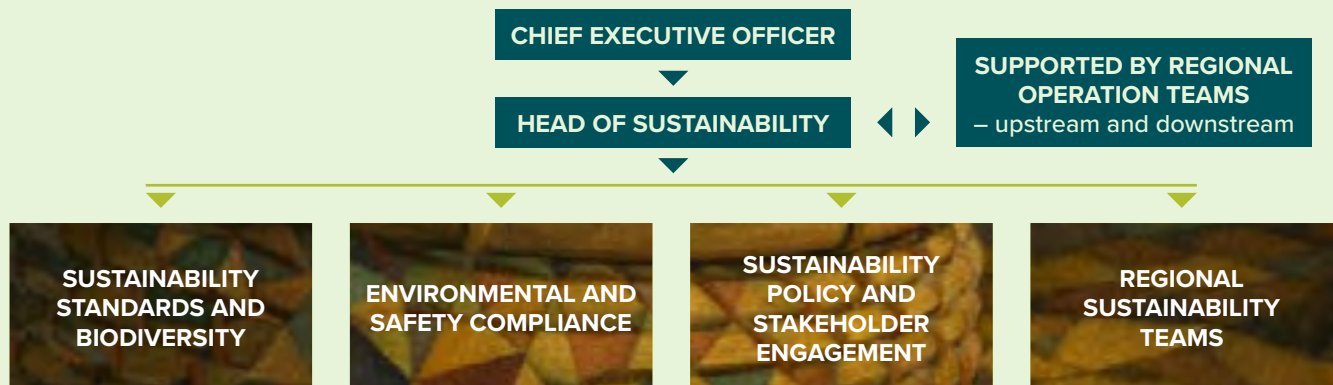 CHIEF EXECUTIVE OFFICER
HEAD OF SUSTAINABILITY
SUPPORTED BY REGIONAL
OPERATION TEAMS
– upstream and downstream
SUSTAINABILITY
STANDARDS AND
BIODIVERSITY
ENVIRONMENTAL AND
SAFETY COMPLIANCE
SUSTAINABILITY
POLICY AND
STAKEHOLDER
ENGAGEMENT
REGIONAL
SUSTAINABILITY
TEAMS